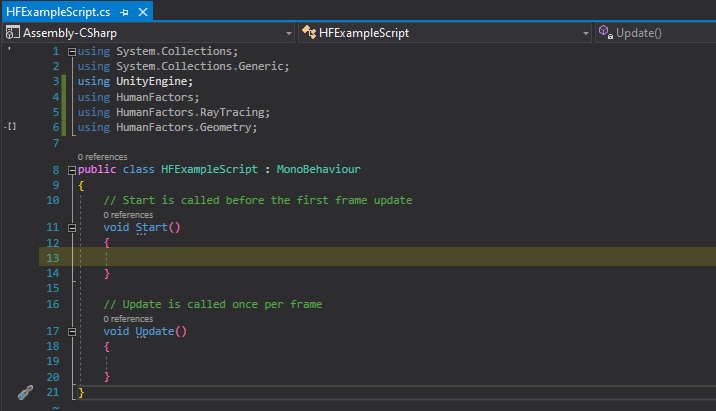 HFExampleScript.cs
Assembly-CSharp HFExampleScript Update()
1 using System.Collections;
2 using System.Collections.Generic;
3 using UnityEngine;
4 using HumanFactors;
5 using HumanFactors.RayTracing;
6 using HumanFactors.Geometry;
7
0 references
8 public class HFExampleScript : MonoBehaviour
9 {
10 // Start is called before the first frame update
0 references
11 void Start()
12 {
13
14 }
15
16 // Update is called once per frame
0 references
17 void Update()
18 {
19
20 }
21 }